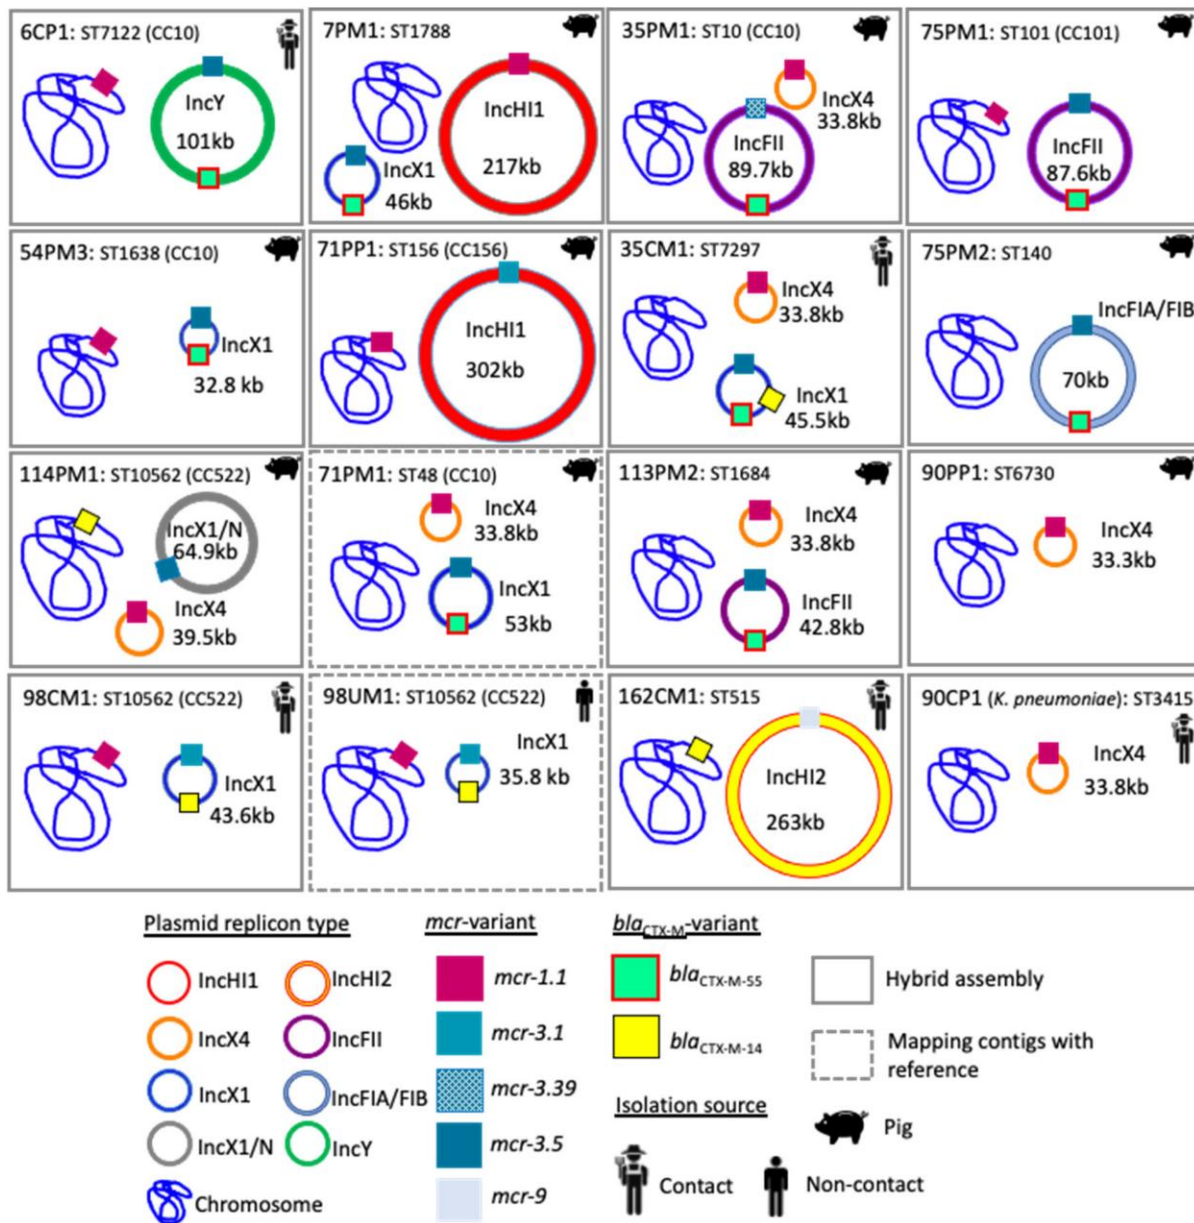 6CP1: ST7122 (CC10)
IncY
101kb
7PM1: ST1788
IncHI1
217kb
IncX1
46kb
35PM1: ST10 (CC10)
IncX4
33.8kb
IncFII
89.7kb
75PM1: ST101 (CC101)
IncFII
87.6kb
54PM3: ST1638 (CC10)
IncX1
32.8 kb
71PP1: ST156 (CC156)
IncHI1
302kb
35CM1: ST7297
IncX4
33.8kb
IncX1
45.5kb
75PM2: ST140
IncFIA/FIB
70kb
114PM1: ST10562 (CC522)
IncX1/N
64.9kb
IncX4
39.5kb
71PM1: ST48 (CC10)
IncX4
33.8kb
IncX1
53kb
113PM2: ST1684
IncX4
33.8kb
IncFII
42.8kb
90PP1: ST6730
IncX4
33.3kb
98CM1: ST10562 (CC522)
IncX1
43.6kb
98UM1: ST10562 (CC522)
IncX1
35.8 kb
162CM1: ST515
IncHI2
263kb
90CP1 (K. pneumoniae): ST3415
IncX4
33.8kb
Plasmid replicon type
IncHI1
IncHI2
IncX4
IncFII
IncX1
IncFIA/FIB
IncX1/N
IncY
Chromosome
mcr-variant
mcr-1.1
mcr-3.1
mcr-3.39
mcr-3.5
mcr-9
blaCTX-M-variant
blaCTX-M-55
blaCTX-M-14
Isolation source
Contact
Non-contact
Pig
Hybrid assembly
Mapping contigs with
reference